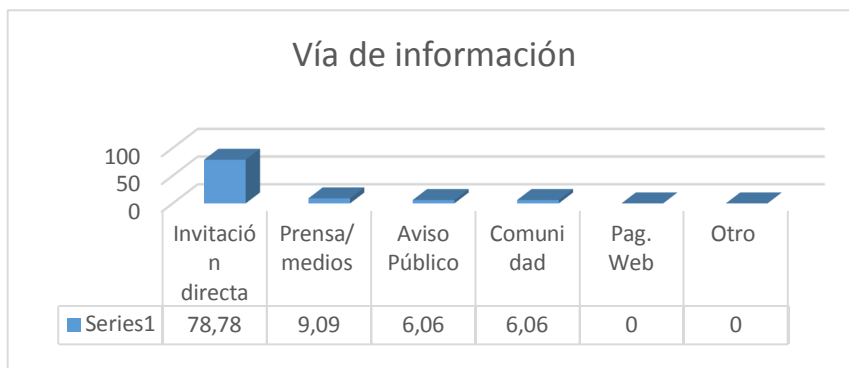 Vía de información
100
50
0
Invitació
n
directa
Prensa/
medios
Aviso
Público
Comuni
dad
Pag.
Web
Otro
Series1 78,78 9,09 6,06 6,06 0 0